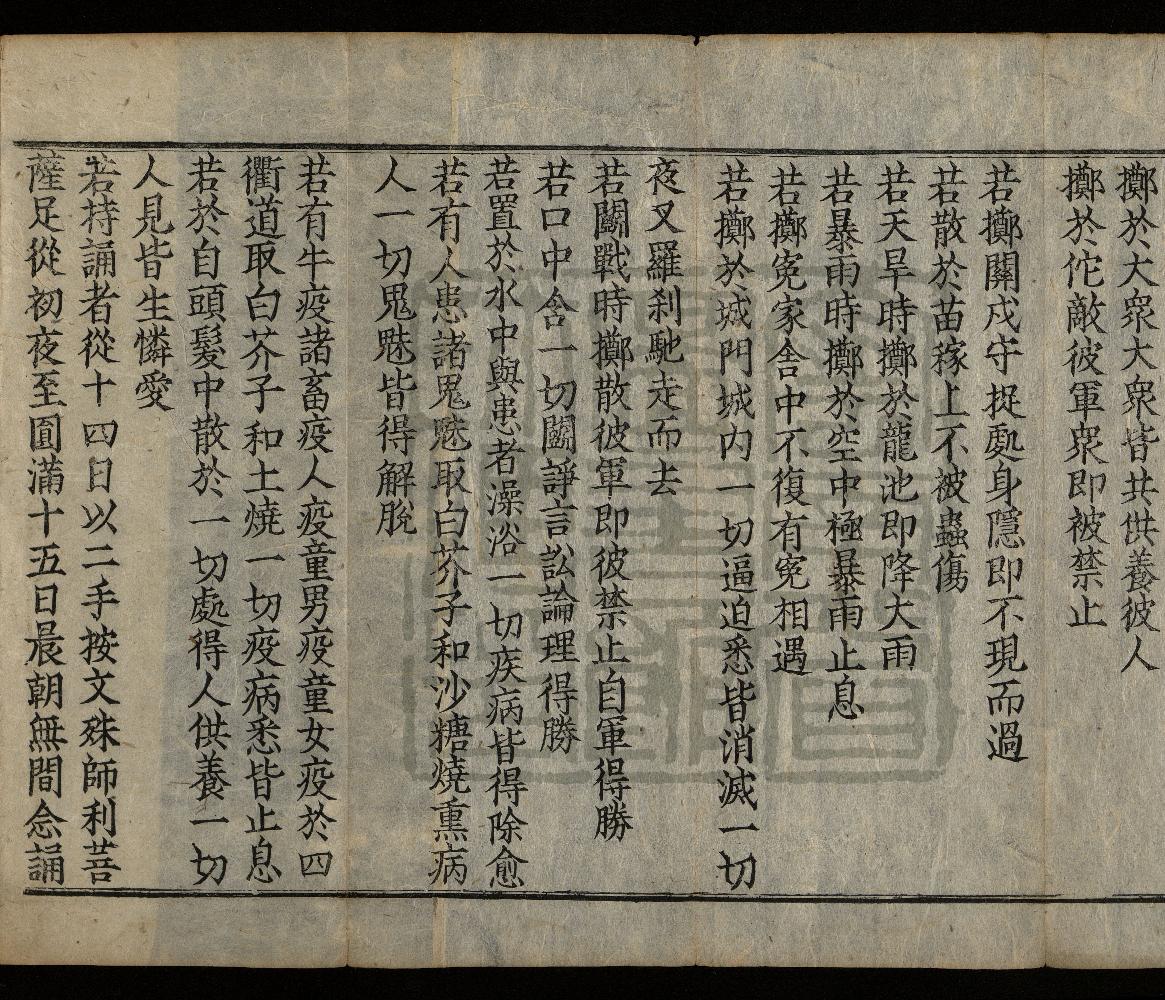 擲於大衆大衆皆共供養彼人
擲於佗敵彼軍衆即被禁止
若擲關戍守捉處身隱即不現而過
若散於苗稼上不被蟲傷
若天旱時擲於龍池即降大雨
若暴雨時擲於空中極暴雨止息
若擲寃家舍中不復有寃相遇
若擲於城門城内一切逼迫悉皆消滅一切
夜叉羅刹馳走而去
若鬭戰時擲散彼軍即彼禁止自軍得勝
若口中含一切鬭諍言訟論理得勝
若置於水中與患者澡浴一切疾病皆得除愈
若有人患諸鬼魅取白芥子和沙糖燒熏病
人一切鬼魅皆得解脫
若有牛疫諸畜疫人疫童男疫童女疫於四
衢道取白芥子和土燒一切疫病悉皆止息
若於自頭髮中散於一切處得人供養一切
人見皆生憐愛
若持誦者從十四日以二手按文殊師利菩
薩足從初夜至圓滿十五日晨朝無間念誦